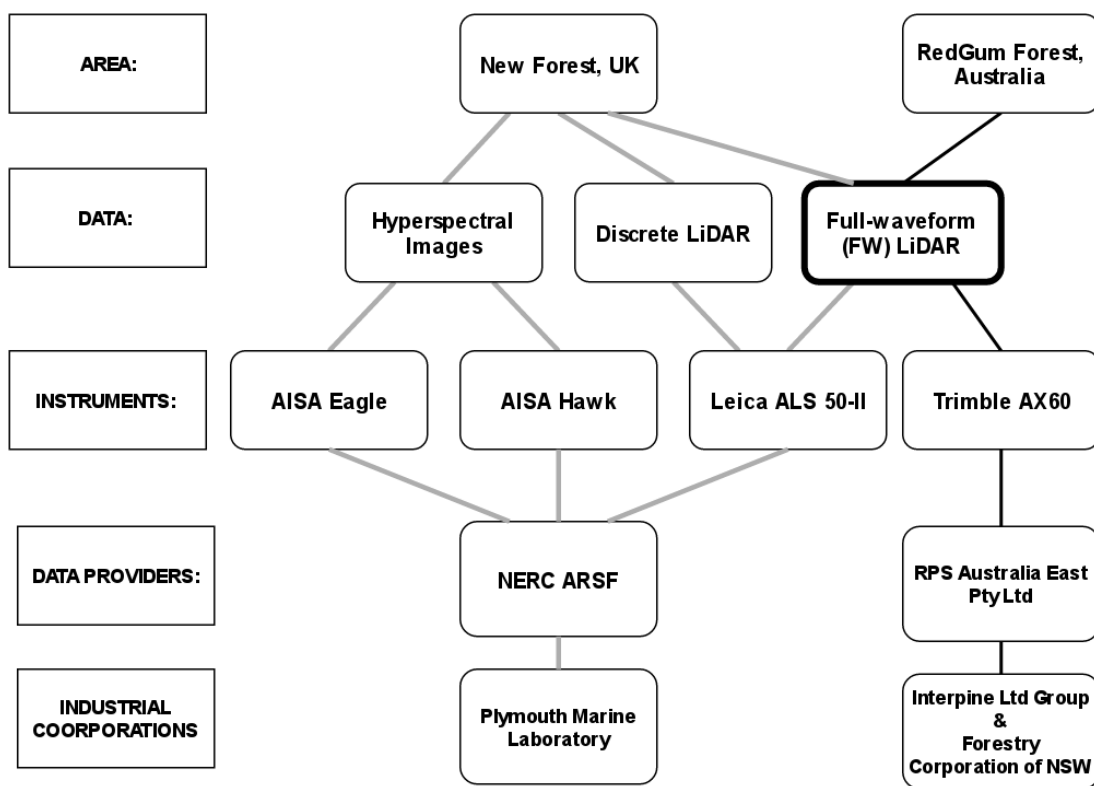 AREA:
New Forest, UK
RedGum Forest,
Australia
DATA:
Hyperspectral
Images
Discrete LiDAR
Full-waveform
(FW) LiDAR
INSTRUMENTS:
AISA Eagle
AISA Hawk
Leica ALS 50-II
Trimble AX60
DATA PROVIDERS:
NERC ARSF
RPS Australia East
Pty Ltd
INDUSTRIAL
COORPORATIONS
Plymouth Marine
Laboratory
Interpine Ltd Group
&
Forestry
Corporation of NSW